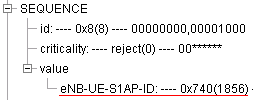 SEQUENCE
id: ---- 0x8(8) ---- 00000000,00001000
criticality: ---- reject(0) ---- 00******
value
eNB-UE-S1AP-ID: ---- 0x740(1856) ----